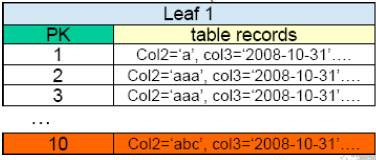 Leaf 1
PK table records
1 Col2='a', col3='2008-10-31'....
2 Col2='aaa', col3='2008-10-31'....
3 Col2='aaa', col3='2008-10-31'....
...
10 Col2='abc', col3='2008-10-31'....